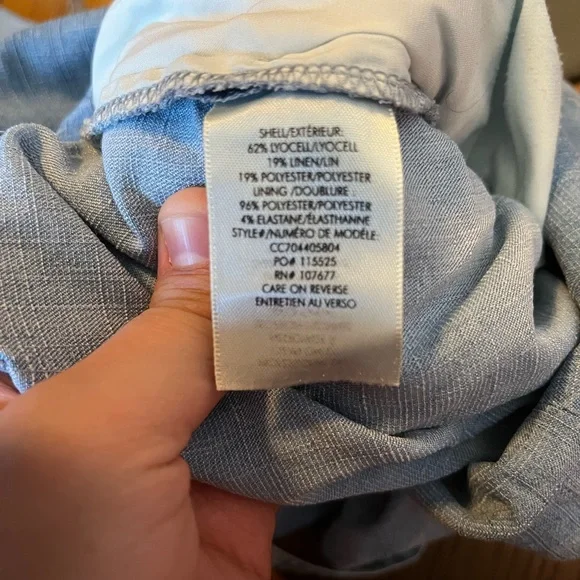 SHELL/EXTÉRIEUR:
62% LYOCELL/LYOCELL
19% LINEN/LIN
19% POLYESTER/POLYESTER
LINING/DOUBLURE :
96% POLYESTER/POLYESTER
4% ELASTANE/ÉLASTHANNE
STYLE#/NUMÉRO DE MODÈLE:
CC704405804
PO# 115525
RN# 107677
CARE ON REVERSE
ENTRETIEN AU VERSO